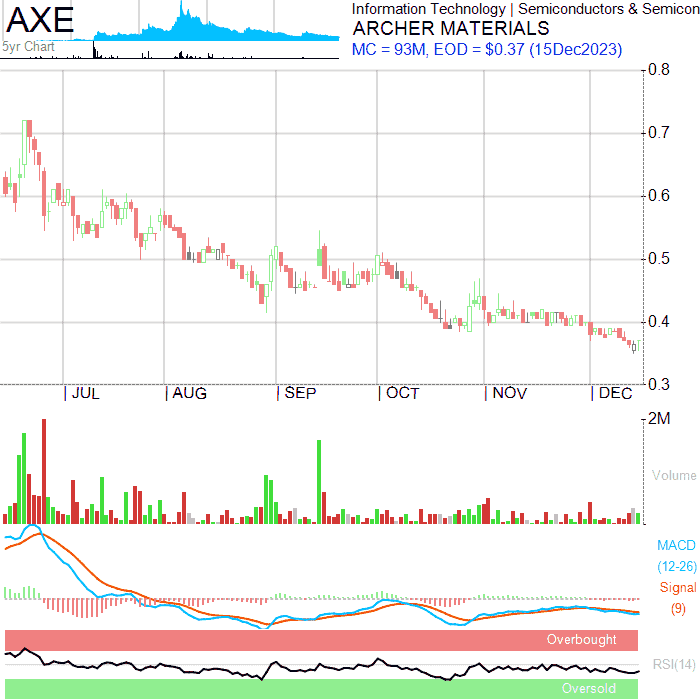 AXE
5yr Chart
Information Technology | Semiconductors & Semicon
ARCHER MATERIALS
MC = 93M, EOD = $0.37 (15Dec2023)
0.8
0.7
0.6
0.5
0.4
0.3
| JUL | AUG | SEP | OCT | NOV | DEC
2M
Volume
MACD
(12-26)
Signal
(9)
Overbought
RSI(14)
Oversold